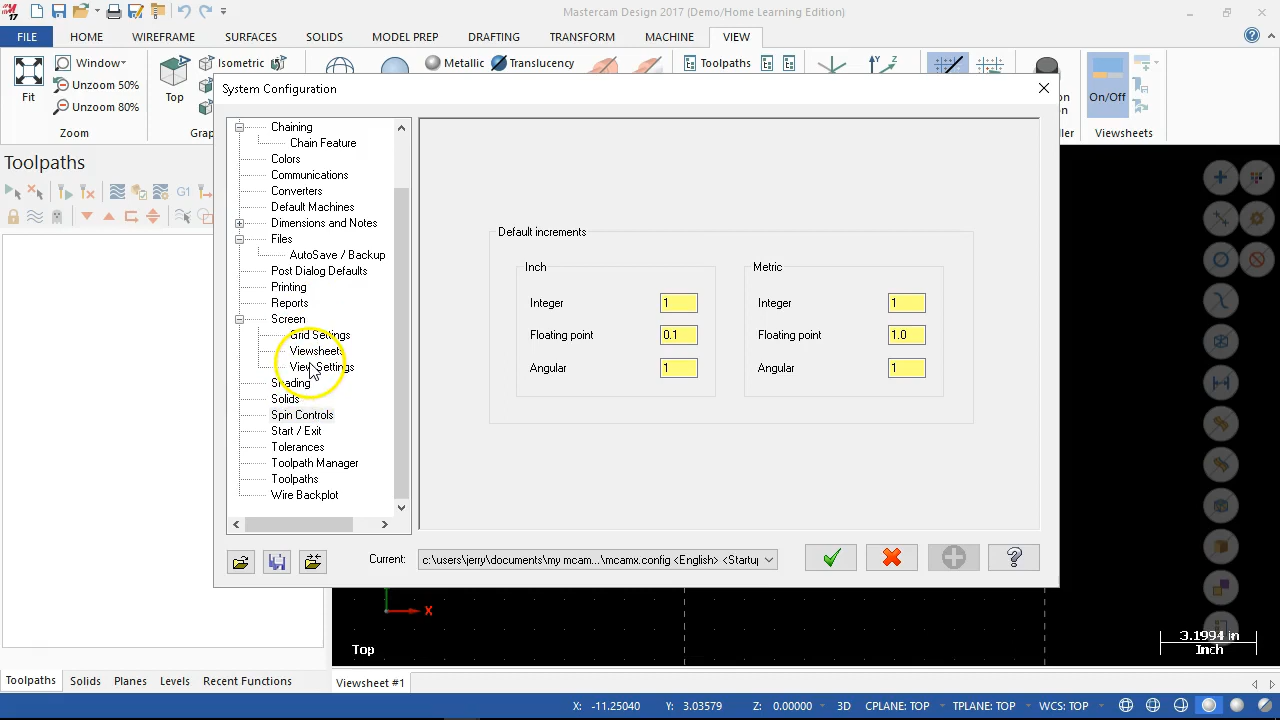 17
Mastercam Design 2017 (Demo/Home Learning Edition)
FILE HOME WIREFRAME SURFACES SOLIDS MODEL PREP DRAFTING TRANSFORM MACHINE VIEW
Window Isometric Metallic Translucency Toolpaths
Unzoom 50%
Fit Unzoom 80% Top On/Off
Zoom Viewsheets
System Configuration
Toolpaths
G1
Chaining
Chain Feature
Colors
Communications
Converters
Default Machines
Dimensions and Notes
Files
AutoSave / Backup
Post Dialog Defaults
Printing
Reports
Screen
Grid Settings
Viewsheets
View Settings
Shading
Solids
Spin Controls
Start / Exit
Tolerances
Toolpath Manager
Toolpaths
Wire Backplot
Default increments
Inch
Integer 1
Floating point 0.1
Angular 1
Metric
Integer 1
Floating point 1.0
Angular 1
Current: c:\users\jerry\documents\my mcam...\mcamx.config <English> <Startup
X
Top
3.1994 in
Inch
Toolpaths Solids Planes Levels Recent Functions
Viewsheet #1
X: -11.25040 Y: 3.03579 Z: 0.00000 3D CPLANE: TOP TPLANE: TOP WCS: TOP